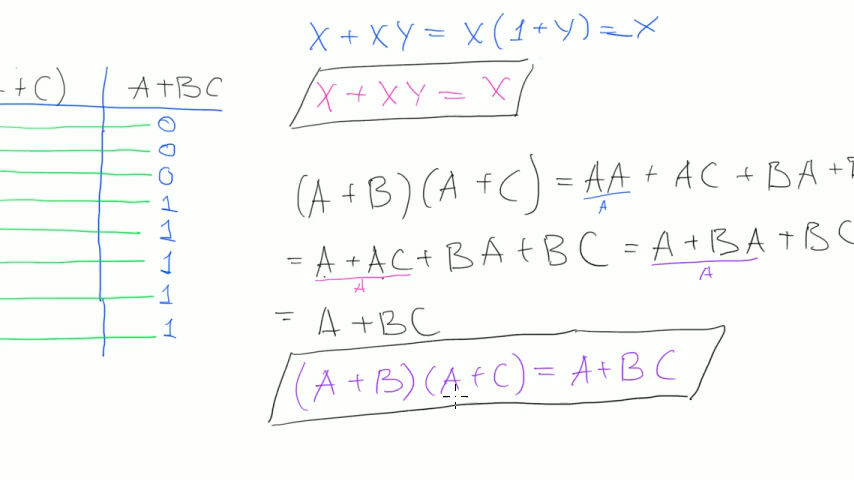 +C) A+BC
0
0
0
1
1
1
1
1
X + XY = X(1+Y) = X
X + XY = X
(A+B)(A+C) = AA + AC + BA +
A
= A + AC + BA + BC = A + BA + BC
A A
= A + BC
(A+B)(A+C) = A+BC